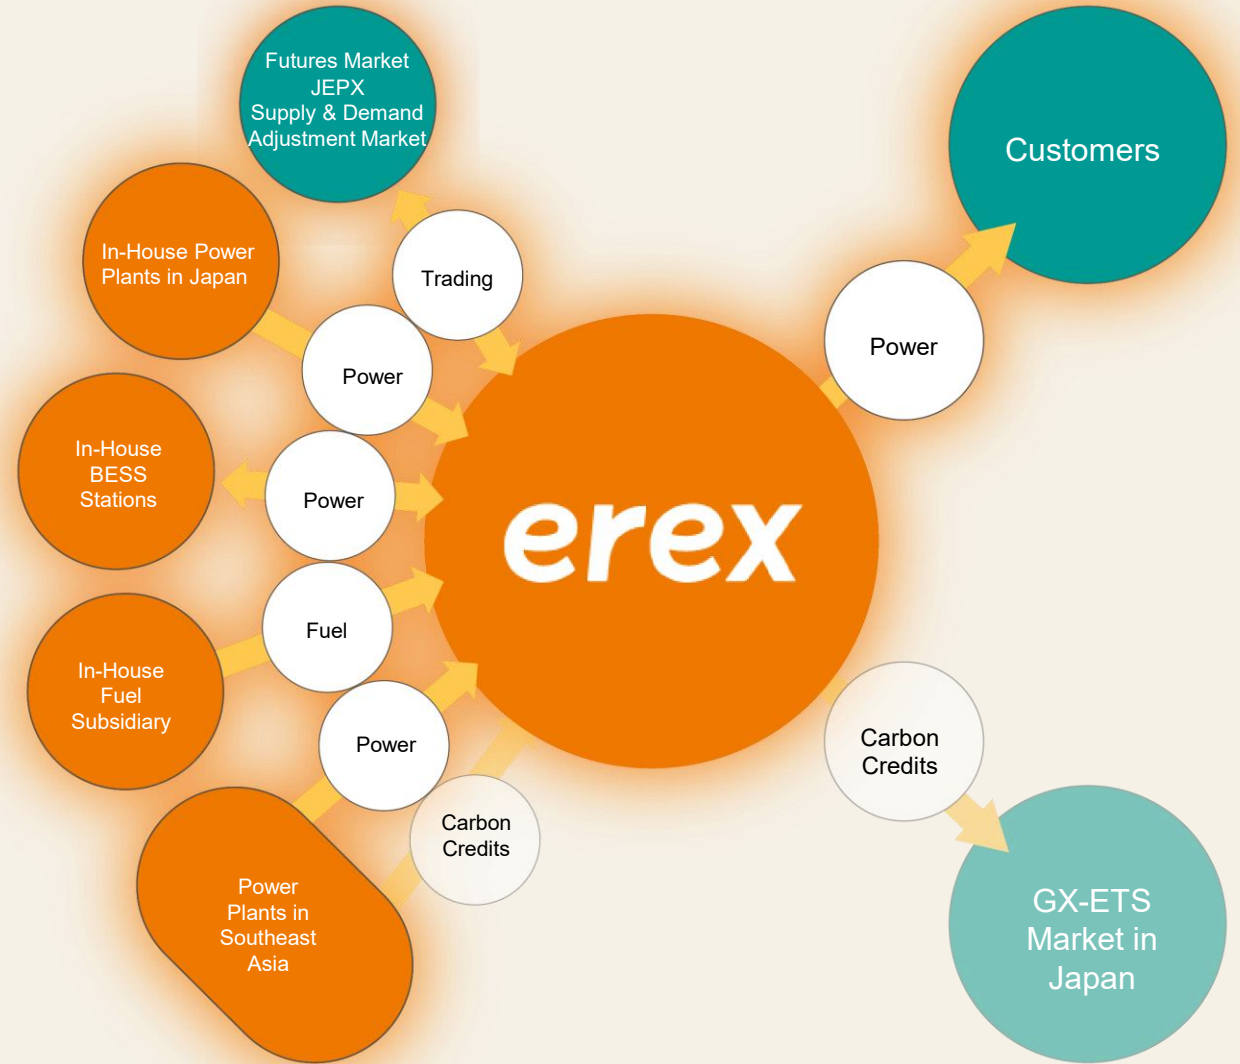 Futures Market
JEPX
Supply & Demand
Adjustment Market
Customers
In-House Power
Plants in Japan
Trading
Power
Power
In-House
BESS
Stations
Power
erex
Fuel
In-House
Fuel
Subsidiary
Power
Carbon
Credits
Carbon
Credits
Power
Plants in
Southeast
Asia
GX-ETS
Market in
Japan